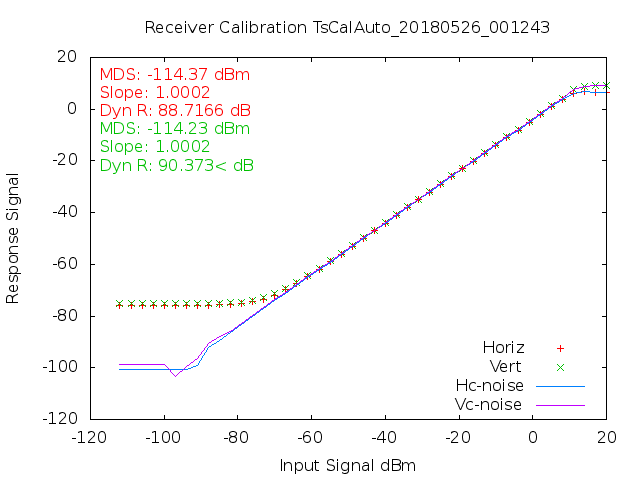 Receiver Calibration TsCalAuto_20180526_001243
MDS: -114.37 dBm
Slope: 1.0002
Dyn R: 88.7166 dB
MDS: -114.23 dBm
Slope: 1.0002
Dyn R: 90.373< dB
20
0
-20
-40
-60
-80
-100
-120
Response Signal
Horiz
Vert
Hc-noise
Vc-noise
-120 -100 -80 -60 -40 -20 0 20
Input Signal dBm